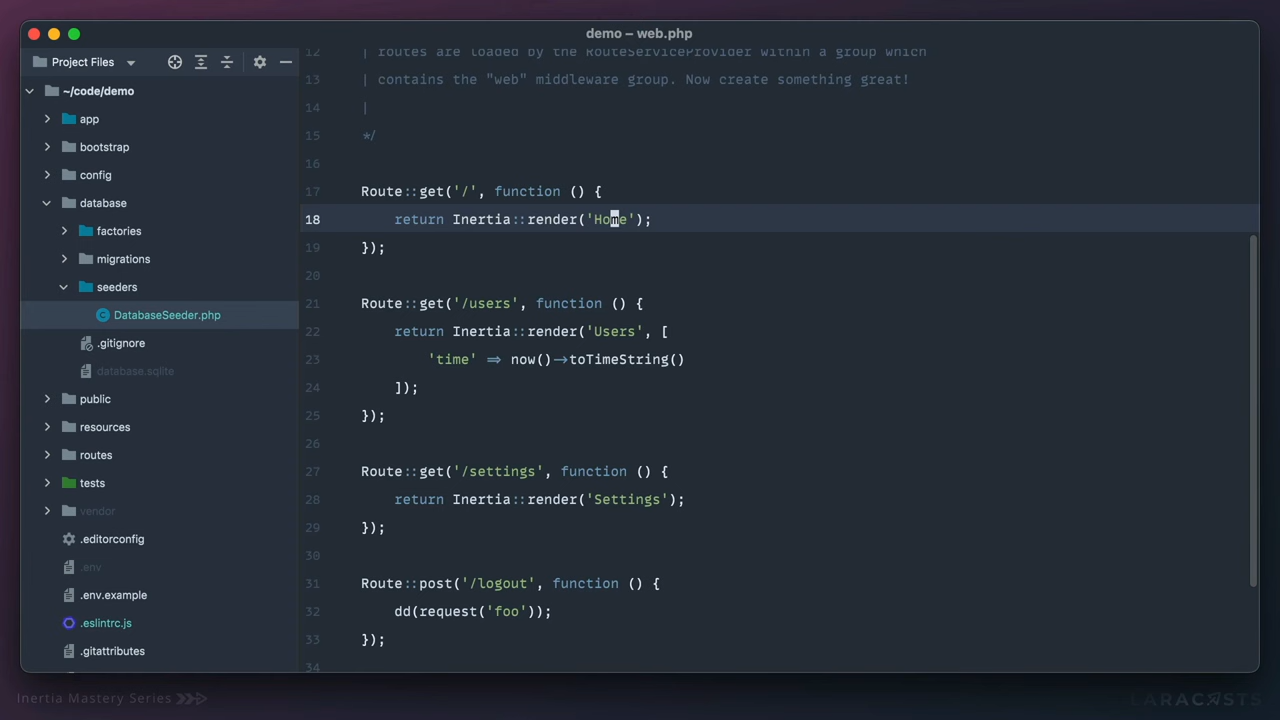 demo – web.php
Project Files
~/code/demo
app
bootstrap
config
database
factories
migrations
seeders
DatabaseSeeder.php
.gitignore
database.sqlite
public
resources
routes
tests
vendor
.editorconfig
.env
.env.example
.eslintrc.js
.gitattributes
12 | routes are loaded by the RouteServiceProvider within a group which
13 | contains the "web" middleware group. Now create something great!
14 |
15 */
16
17 Route::get('/', function () {
18 return Inertia::render('Home');
19 });
20
21 Route::get('/users', function () {
22 return Inertia::render('Users', [
23 'time' => now()->toTimeString()
24 ]);
25 });
26
27 Route::get('/settings', function () {
28 return Inertia::render('Settings');
29 });
30
31 Route::post('/logout', function () {
32 dd(request('foo'));
33 });
34
Inertia Mastery Series
LARACASTS